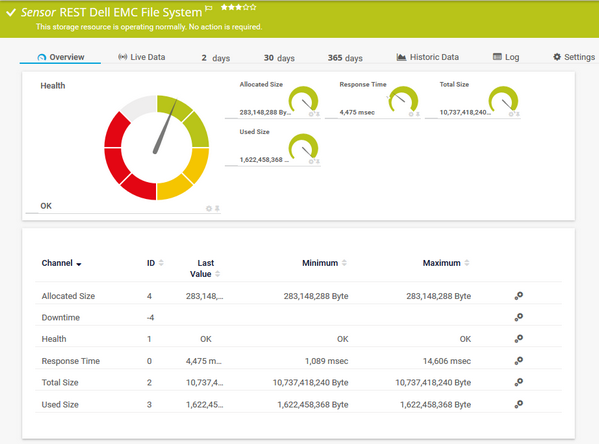 Sensor REST Dell EMC File System
This storage resource is operating normally. No action is required.
Overview
Live Data
2 days
30 days
365 days
Historic Data
Log
Settings
Health
OK
Allocated Size
283,148,288 By...
Response Time
4,475 msec
Total Size
10,737,418,240...
Used Size
1,622,458,368 ...
Channel ID Last Value Minimum Maximum
Allocated Size 4 283,148,... 283,148,288 Byte 283,148,288 Byte
Downtime -4
Health 1 OK OK OK
Response Time 0 4,475 m... 1,089 msec 14,606 msec
Total Size 2 10,737,4... 10,737,418,240 Byte 10,737,418,240 Byte
Used Size 3 1,622,45... 1,622,458,368 Byte 1,622,458,368 Byte